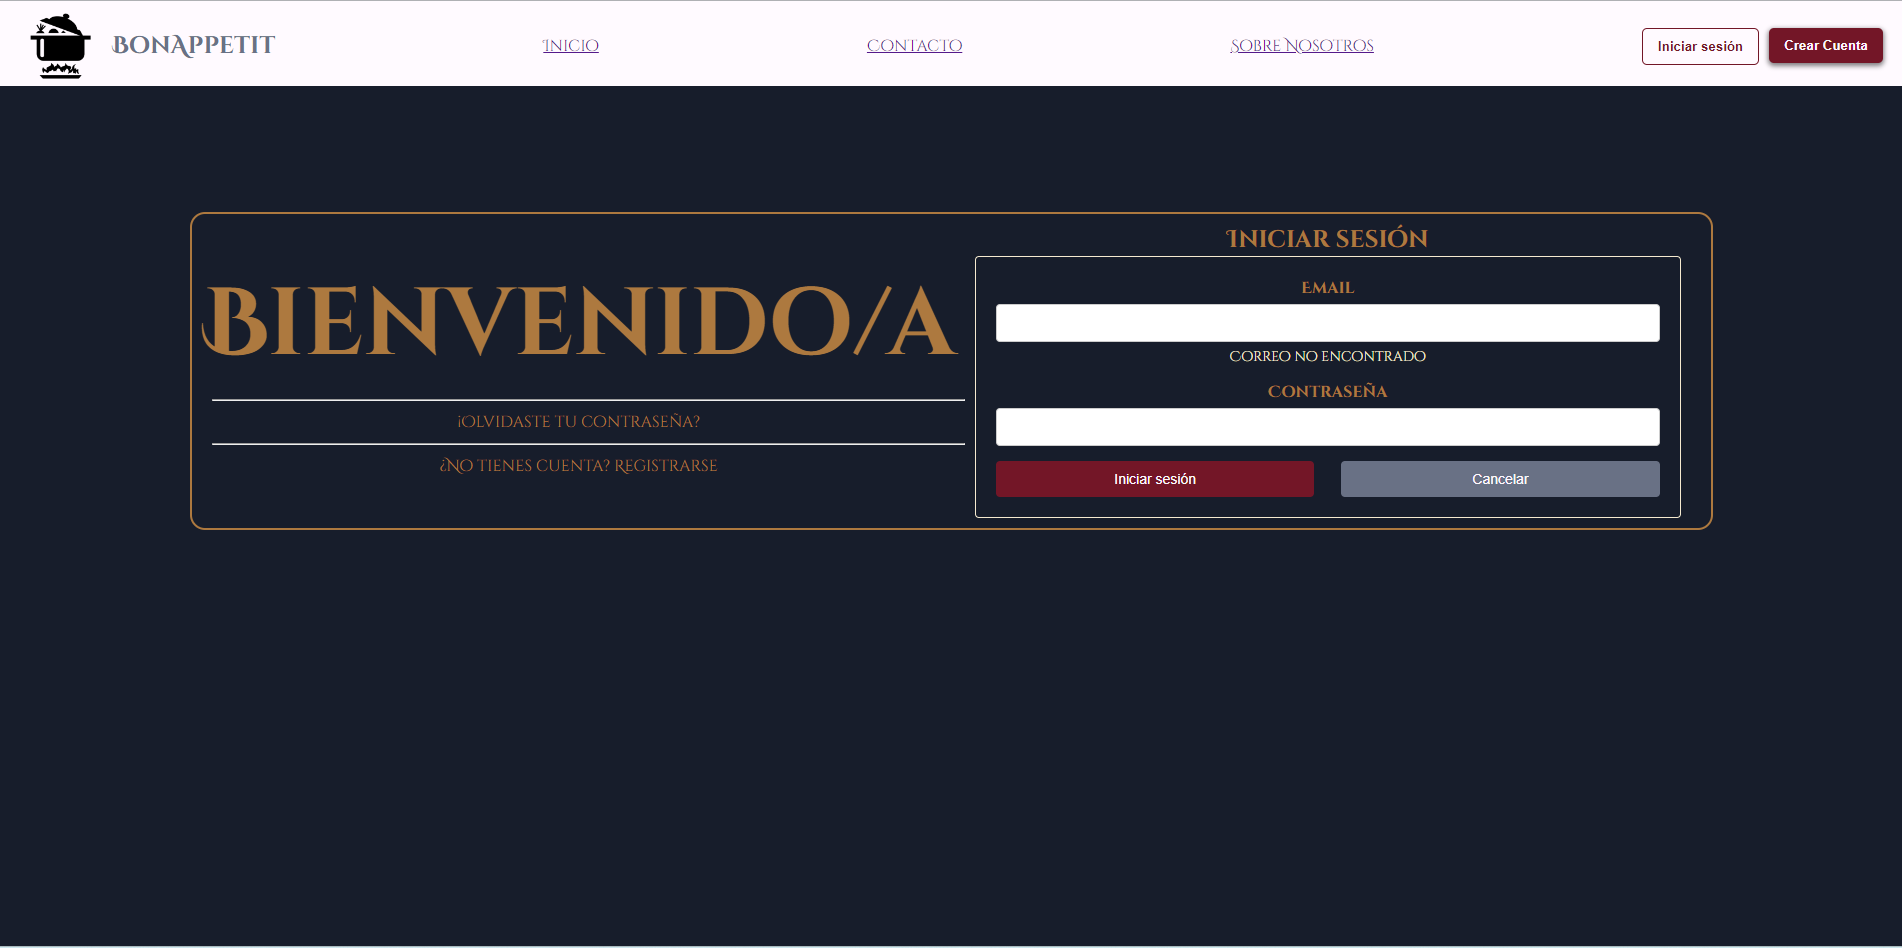 BonAppetit
Inicio
Contacto
Sobre Nosotros
Iniciar sesión
Crear Cuenta
Bienvenido/a
¡Olvidaste tu contraseña?
¿No tienes cuenta? Registrarse
Iniciar sesión
Email
Correo no encontrado
Contraseña
Iniciar sesión
Cancelar